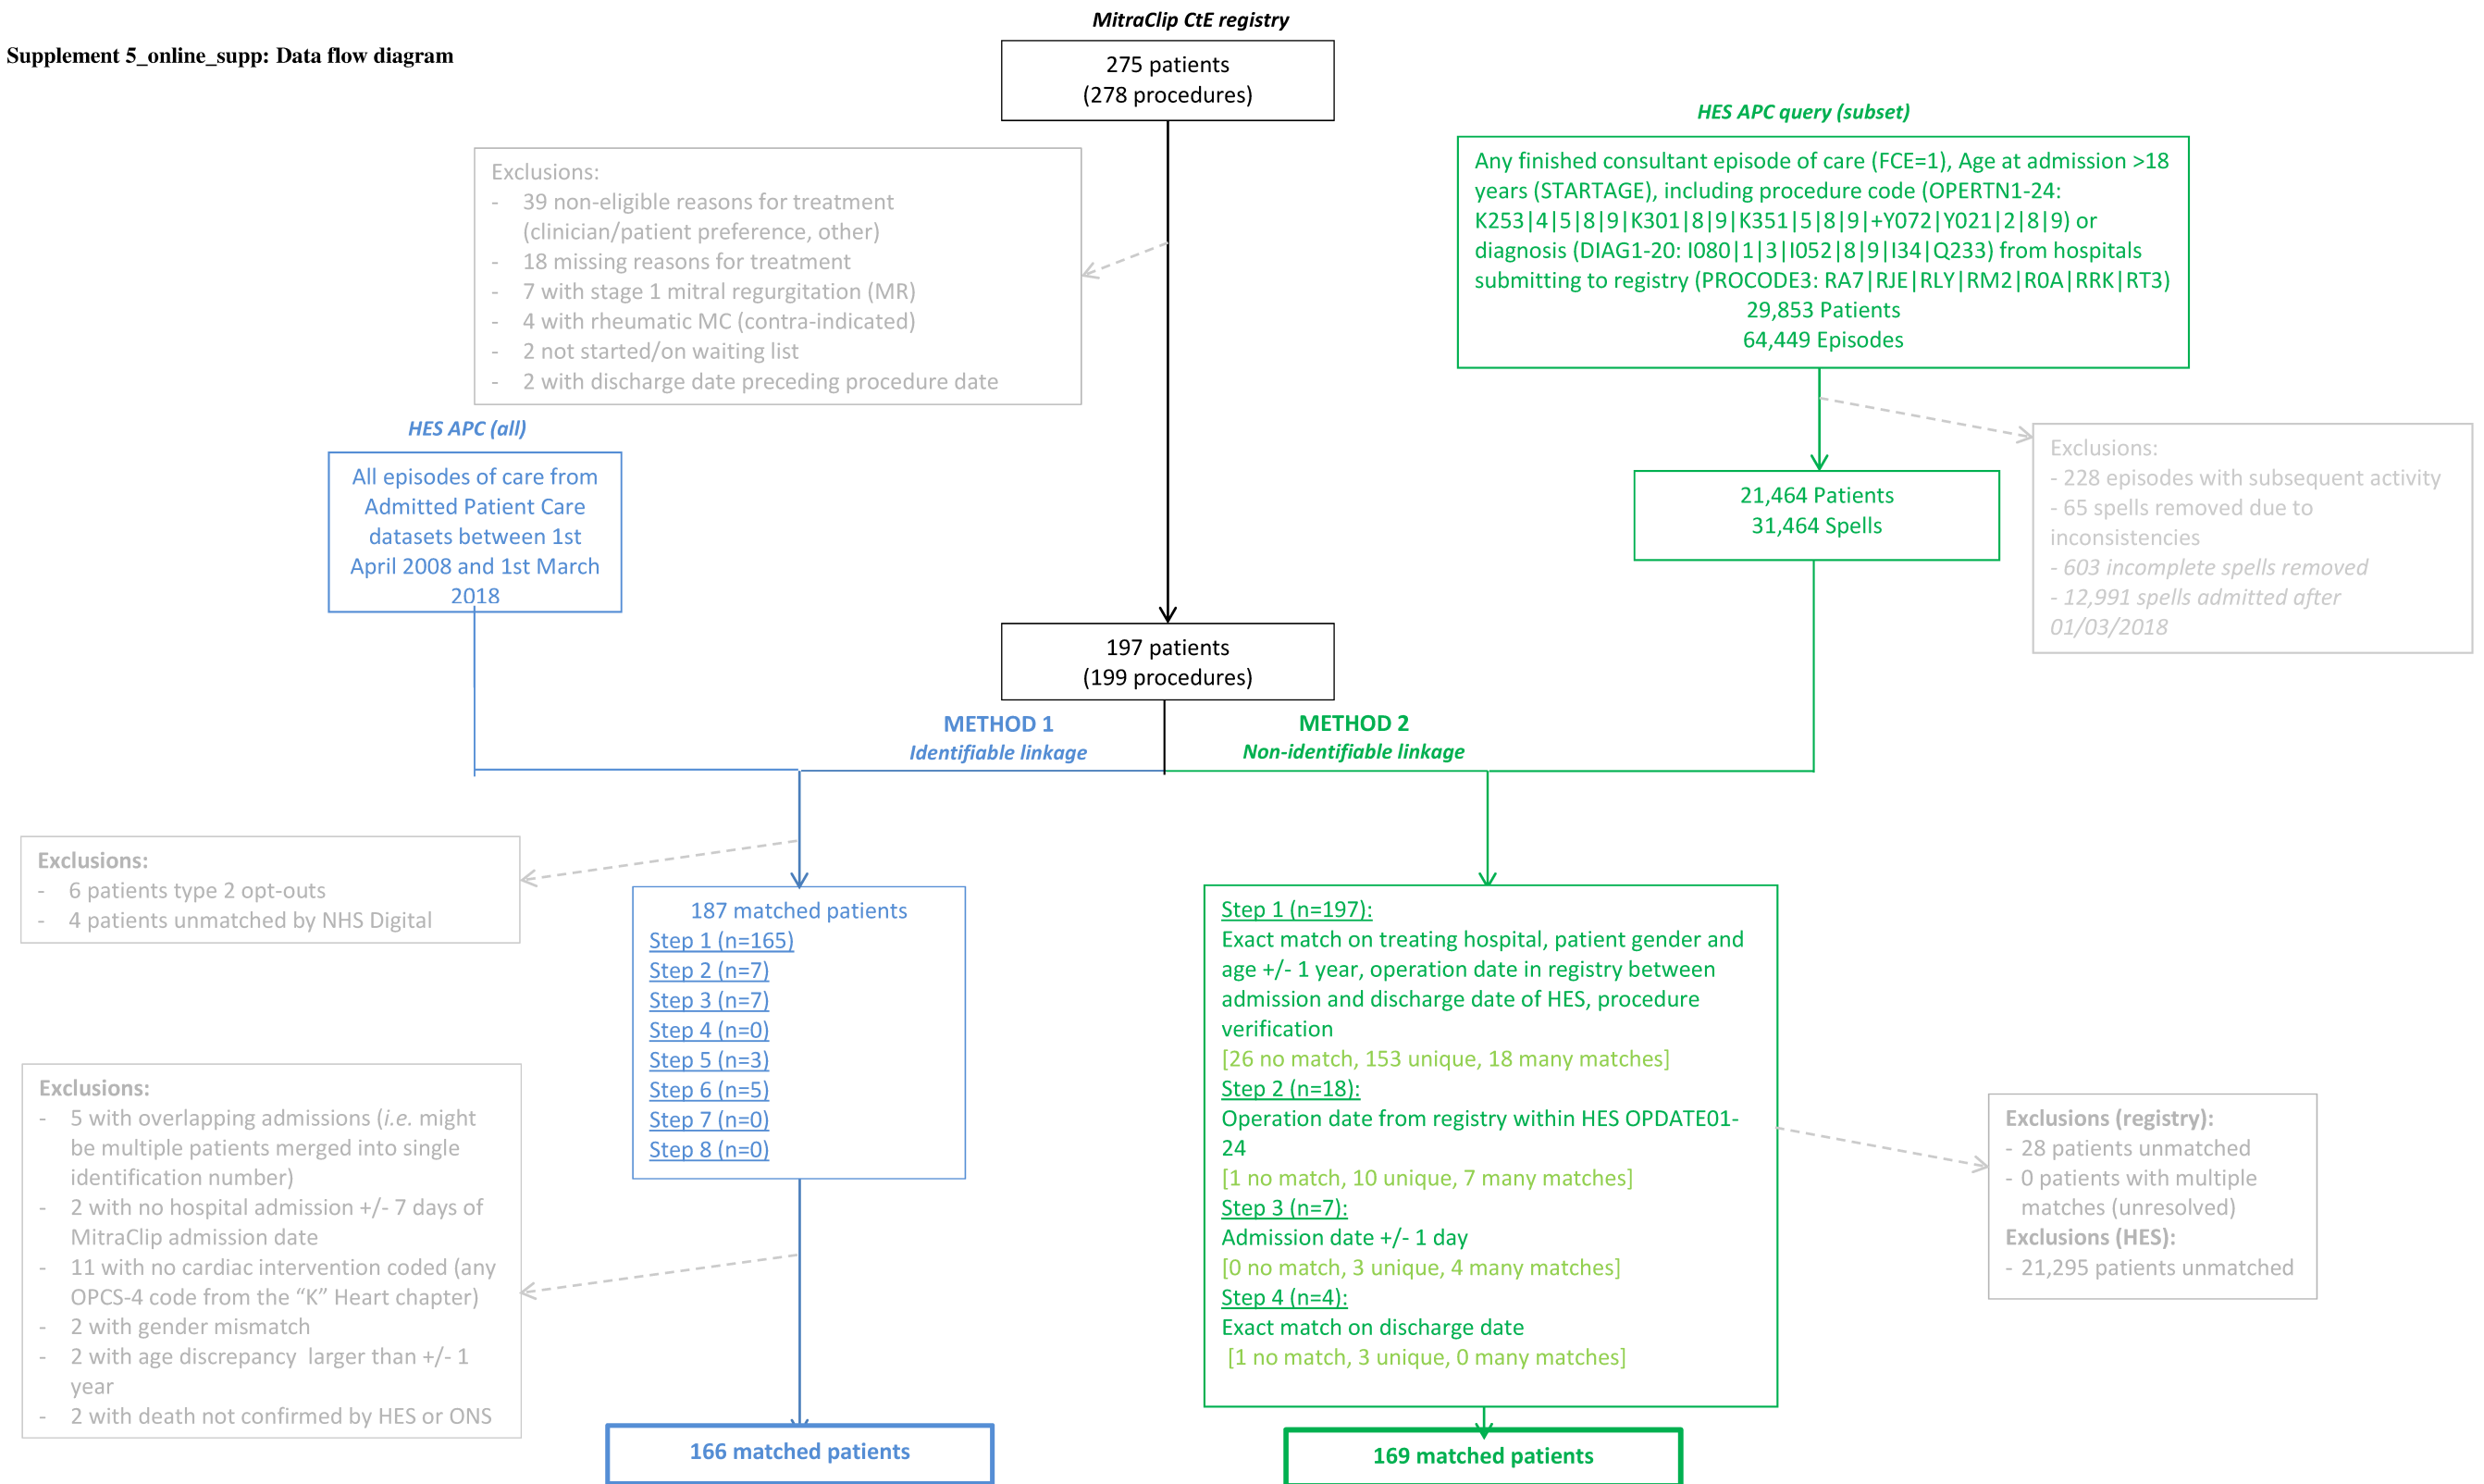 MitraClip CtE registry
Supplement 5_online_supp: Data flow diagram
275 patients
(278 procedures)
HES APC query (subset)
Any finished consultant episode of care (FCE=1), Age at admission >18
years (STARTAGE), including procedure code (OPERTN1-24:
K253|4|5|8|9|K301|8|9|K351|5|8|9|+Y072|Y021|2|8|9) or
diagnosis (DIAG1-20: I080|1|3|I052|8|9|I34|Q233) from hospitals
submitting to registry (PROCODE3: RA7|RJE|RLY|RM2|R0A|RRK|RT3)
29,853 Patients
64,449 Episodes
Exclusions:
- 39 non-eligible reasons for treatment
(clinician/patient preference, other)
- 18 missing reasons for treatment
- 7 with stage 1 mitral regurgitation (MR)
- 4 with rheumatic MC (contra-indicated)
- 2 not started/on waiting list
- 2 with discharge date preceding procedure date
HES APC (all)
All episodes of care from
Admitted Patient Care
datasets between 1st
April 2008 and 1st March
2018
Exclusions:
- 228 episodes with subsequent activity
- 65 spells removed due to
inconsistencies
- 603 incomplete spells removed
- 12,991 spells admitted after
01/03/2018
21,464 Patients
31,464 Spells
197 patients
(199 procedures)
METHOD 1
Identifiable linkage
METHOD 2
Non-identifiable linkage
Exclusions:
- 6 patients type 2 opt-outs
- 4 patients unmatched by NHS Digital
187 matched patients
Step 1 (n=165)
Step 2 (n=7)
Step 3 (n=7)
Step 4 (n=0)
Step 5 (n=3)
Step 6 (n=5)
Step 7 (n=0)
Step 8 (n=0)
Step 1 (n=197):
Exact match on treating hospital, patient gender and
age +/- 1 year, operation date in registry between
admission and discharge date of HES, procedure
verification
[26 no match, 153 unique, 18 many matches]
Step 2 (n=18):
Operation date from registry within HES OPDATE01-
24
[1 no match, 10 unique, 7 many matches]
Step 3 (n=7):
Admission date +/- 1 day
[0 no match, 3 unique, 4 many matches]
Step 4 (n=4):
Exact match on discharge date
[1 no match, 3 unique, 0 many matches]
Exclusions:
- 5 with overlapping admissions (i.e. might
be multiple patients merged into single
identification number)
- 2 with no hospital admission +/- 7 days of
MitraClip admission date
- 11 with no cardiac intervention coded (any
OPCS-4 code from the “K” Heart chapter)
- 2 with gender mismatch
- 2 with age discrepancy larger than +/- 1
year
- 2 with death not confirmed by HES or ONS
Exclusions (registry):
- 28 patients unmatched
- 0 patients with multiple
matches (unresolved)
Exclusions (HES):
- 21,295 patients unmatched
166 matched patients
169 matched patients